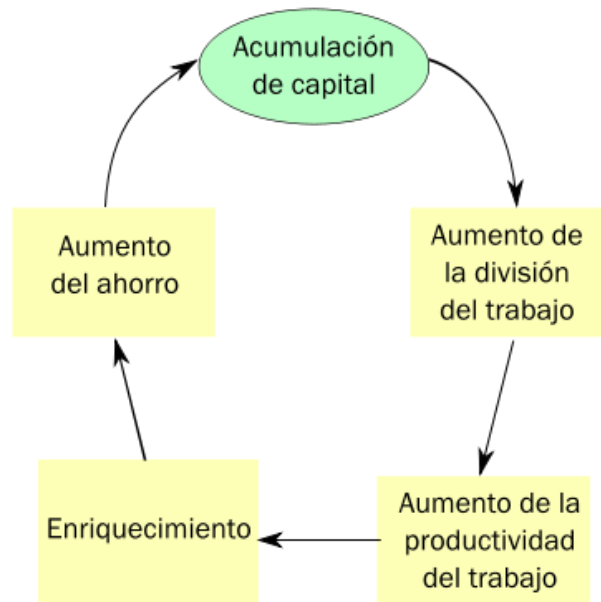 Acumulación
de capital
Aumento de
la división
del trabajo
Aumento de la
productividad
del trabajo
Enriquecimiento
Aumento
del ahorro